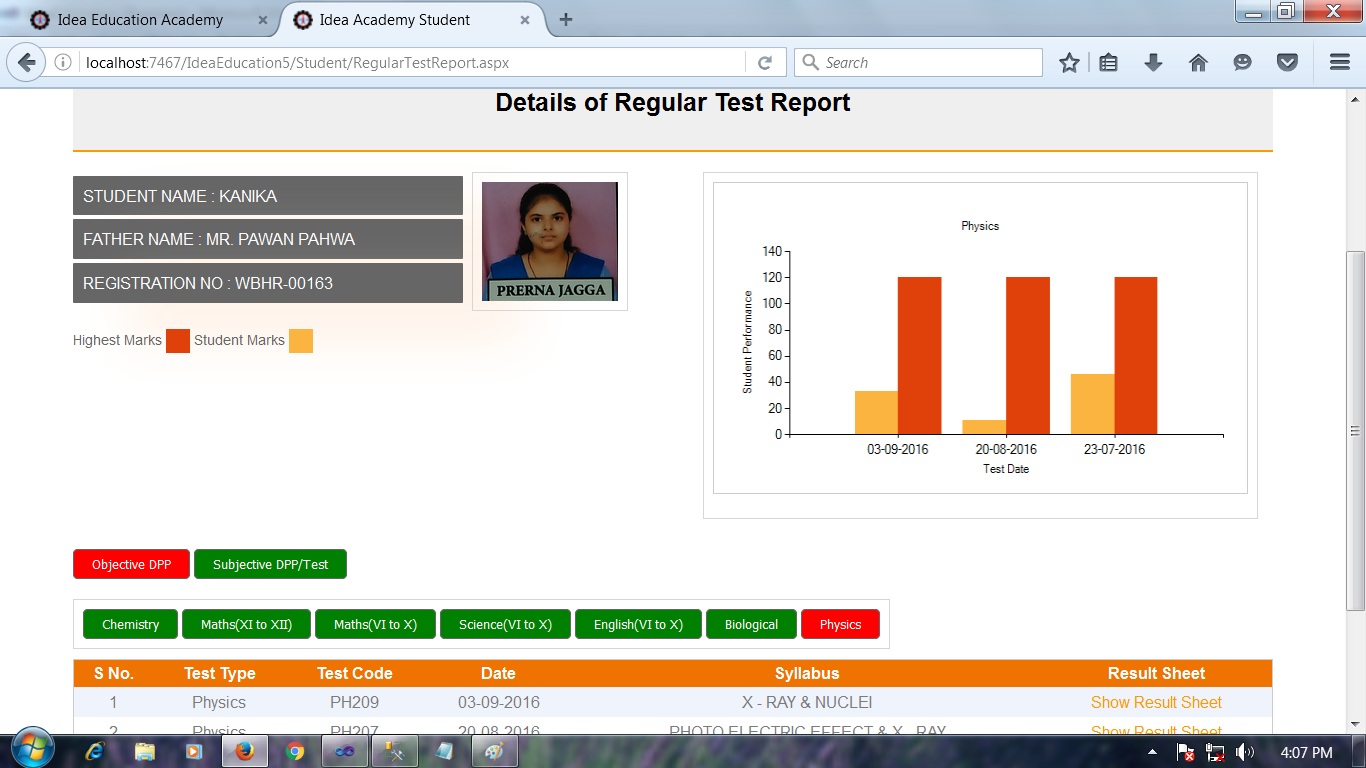 Idea Education Academy
Idea Academy Student
localhost:7467/IdeaEducation5/Student/RegularTestReport.aspx
Search
Details of Regular Test Report
STUDENT NAME : KANIKA
FATHER NAME : MR. PAWAN PAHWA
REGISTRATION NO : WBHR-00163
PRERNA JAGGA
Highest Marks Student Marks
Physics
Student Performance
140
120
100
80
60
40
20
0
03-09-2016 20-08-2016 23-07-2016
Test Date
Objective DPP Subjective DPP/Test
Chemistry Maths(XI to XII) Maths(VI to X) Science(VI to X) English(VI to X) Biological Physics
S No. Test Type Test Code Date Syllabus Result Sheet
1 Physics PH209 03-09-2016 X - RAY & NUCLEI Show Result Sheet
2 Physics PH207 20-08-2016 PHOTO ELECTRIC EFFECT & X - RAY Show Result Sheet
4:07 PM